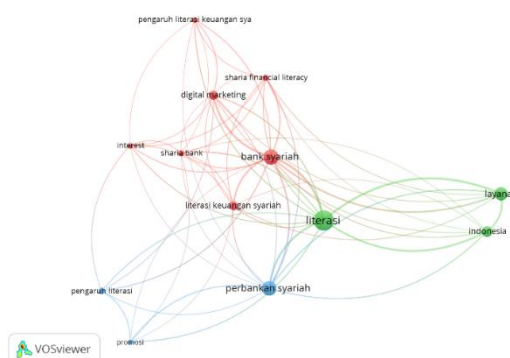 pengaruh literasi keuangan sya
sharia financial literacy
digital marketing
interest
sharia bank
bank syariah
literasi keuangan syariah
literasi
layana
indonesia
pengaruh literasi
perbankan syariah
promosi
VOSviewer